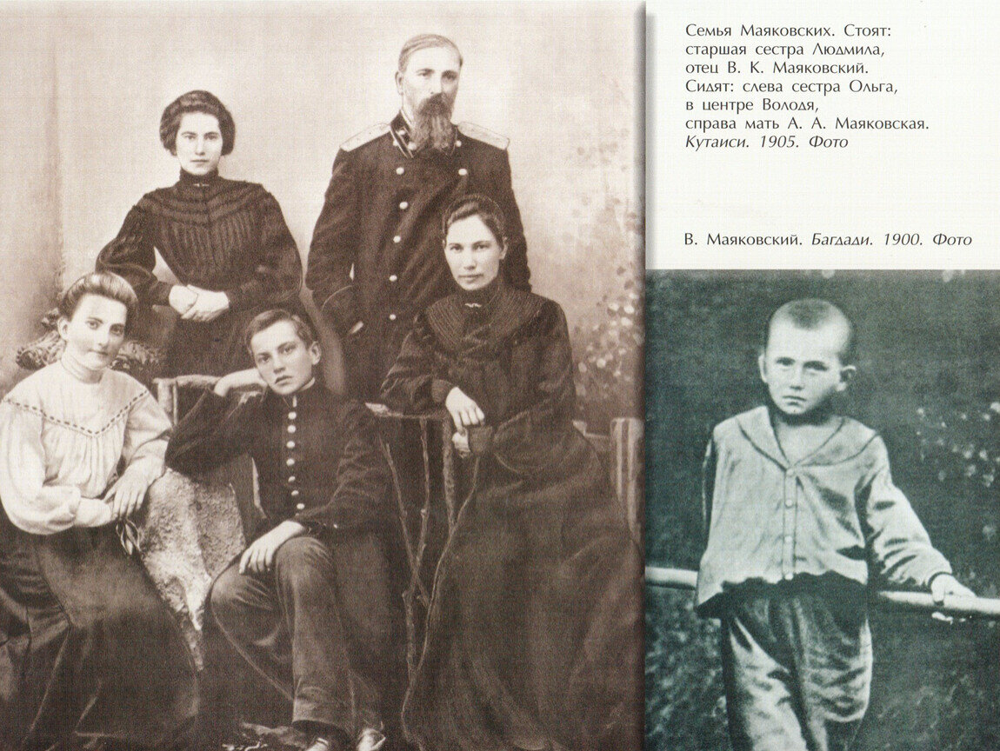 Семья Маяковских. Стоят:
старшая сестра Людмила,
отец В. К. Маяковский.
Сидят: слева сестра Ольга,
в центре Володя,
справа мать А. А. Маяковская.
Кутаиси. 1905. Фото
В. Маяковский. Багдади. 1900. Фото